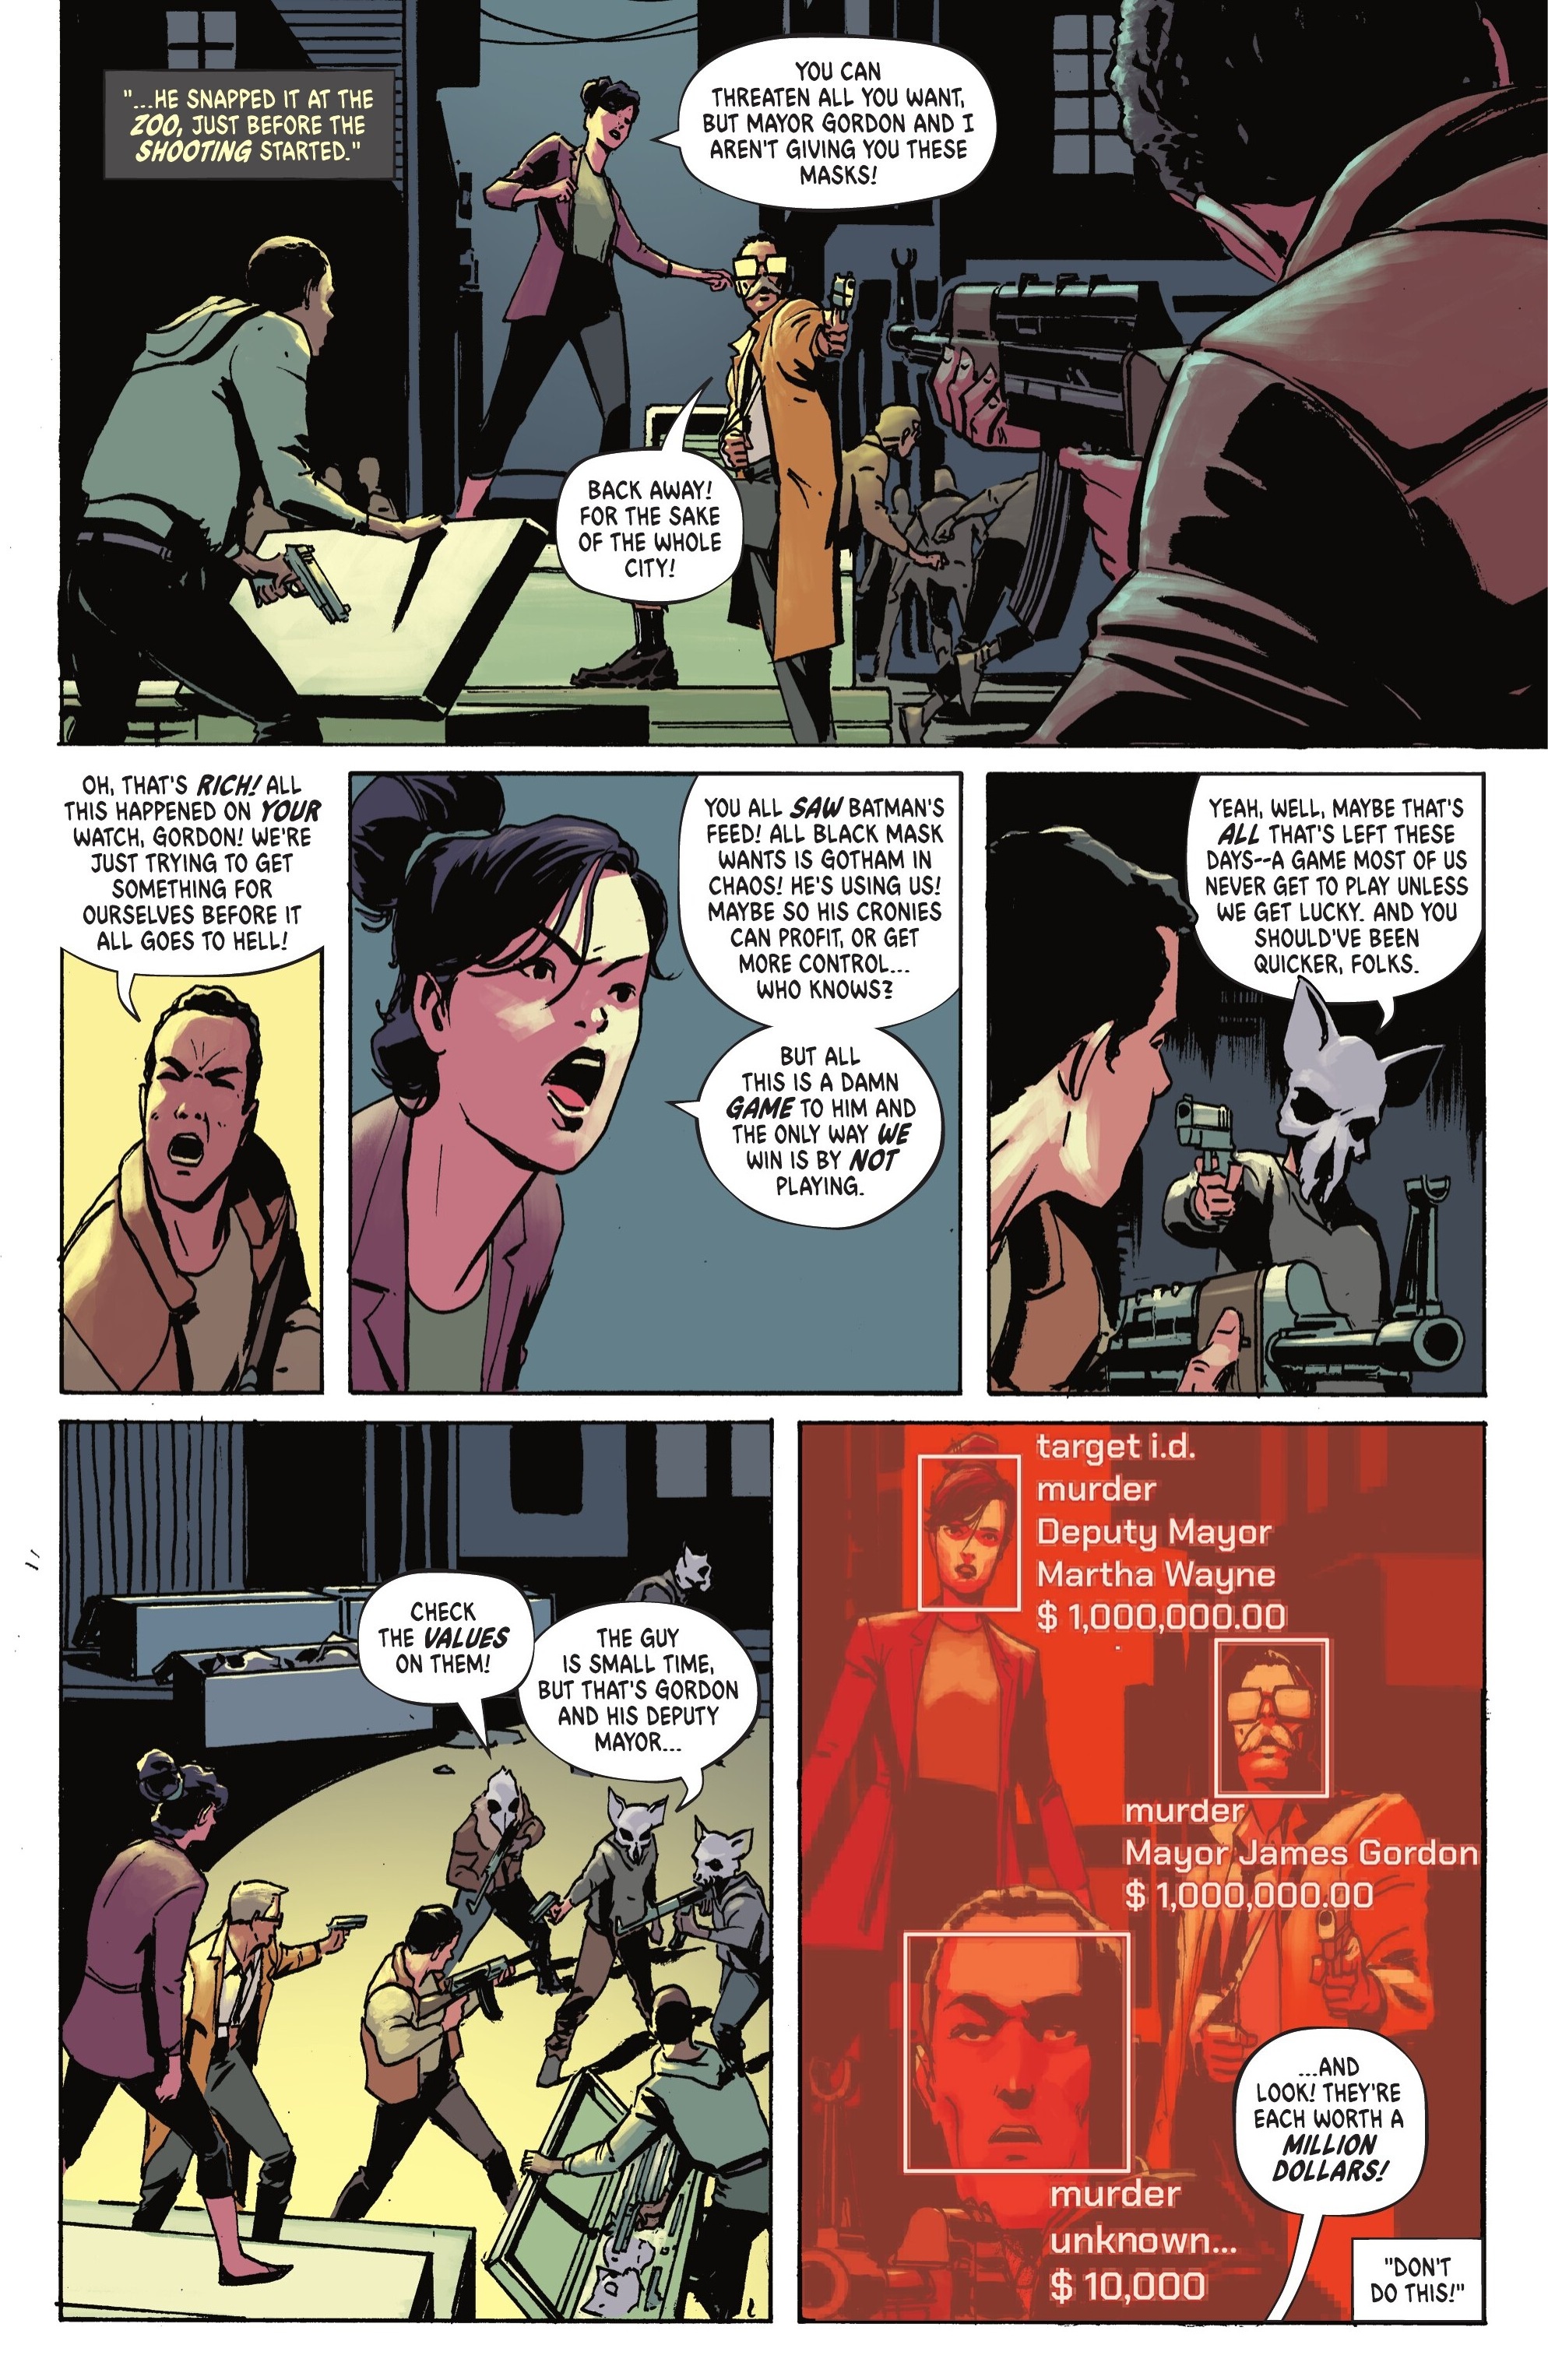 "...HE SNAPPED IT AT THE
ZOO, JUST BEFORE THE
SHOOTING STARTED."
YOU CAN
THREATEN ALL YOU WANT,
BUT MAYOR GORDON AND I
AREN'T GIVING YOU THESE
MASKS!
BACK AWAY!
FOR THE SAKE
OF THE WHOLE
CITY!
OH, THAT'S RICH! ALL
THIS HAPPENED ON YOUR
WATCH, GORDON! WE'RE
JUST TRYING TO GET
SOMETHING FOR
OURSELVES BEFORE IT
ALL GOES TO HELL!
YOU ALL SAW BATMAN'S
FEED! ALL BLACK MASK
WANTS IS GOTHAM IN
CHAOS! HE'S USING US!
MAYBE SO HIS CRONIES
CAN PROFIT, OR GET
MORE CONTROL...
WHO KNOWS?
BUT ALL
THIS IS A DAMN
GAME TO HIM AND
THE ONLY WAY WE
WIN IS BY NOT
PLAYING.
YEAH, WELL, MAYBE THAT'S
ALL THAT'S LEFT THESE
DAYS--A GAME MOST OF US
NEVER GET TO PLAY UNLESS
WE GET LUCKY. AND YOU
SHOULD'VE BEEN
QUICKER, FOLKS.
CHECK
THE VALUES
ON THEM!
THE GUY
IS SMALL TIME,
BUT THAT'S GORDON
AND HIS DEPUTY
MAYOR...
target i.d.
murder
Deputy Mayor
Martha Wayne
$ 1,000,000.00
murder
Mayor James Gordon
$ 1,000,000.00
murder
unknown...
$ 10,000
...AND
LOOK! THEY'RE
EACH WORTH A
MILLION
DOLLARS!
"DON'T
DO THIS!"